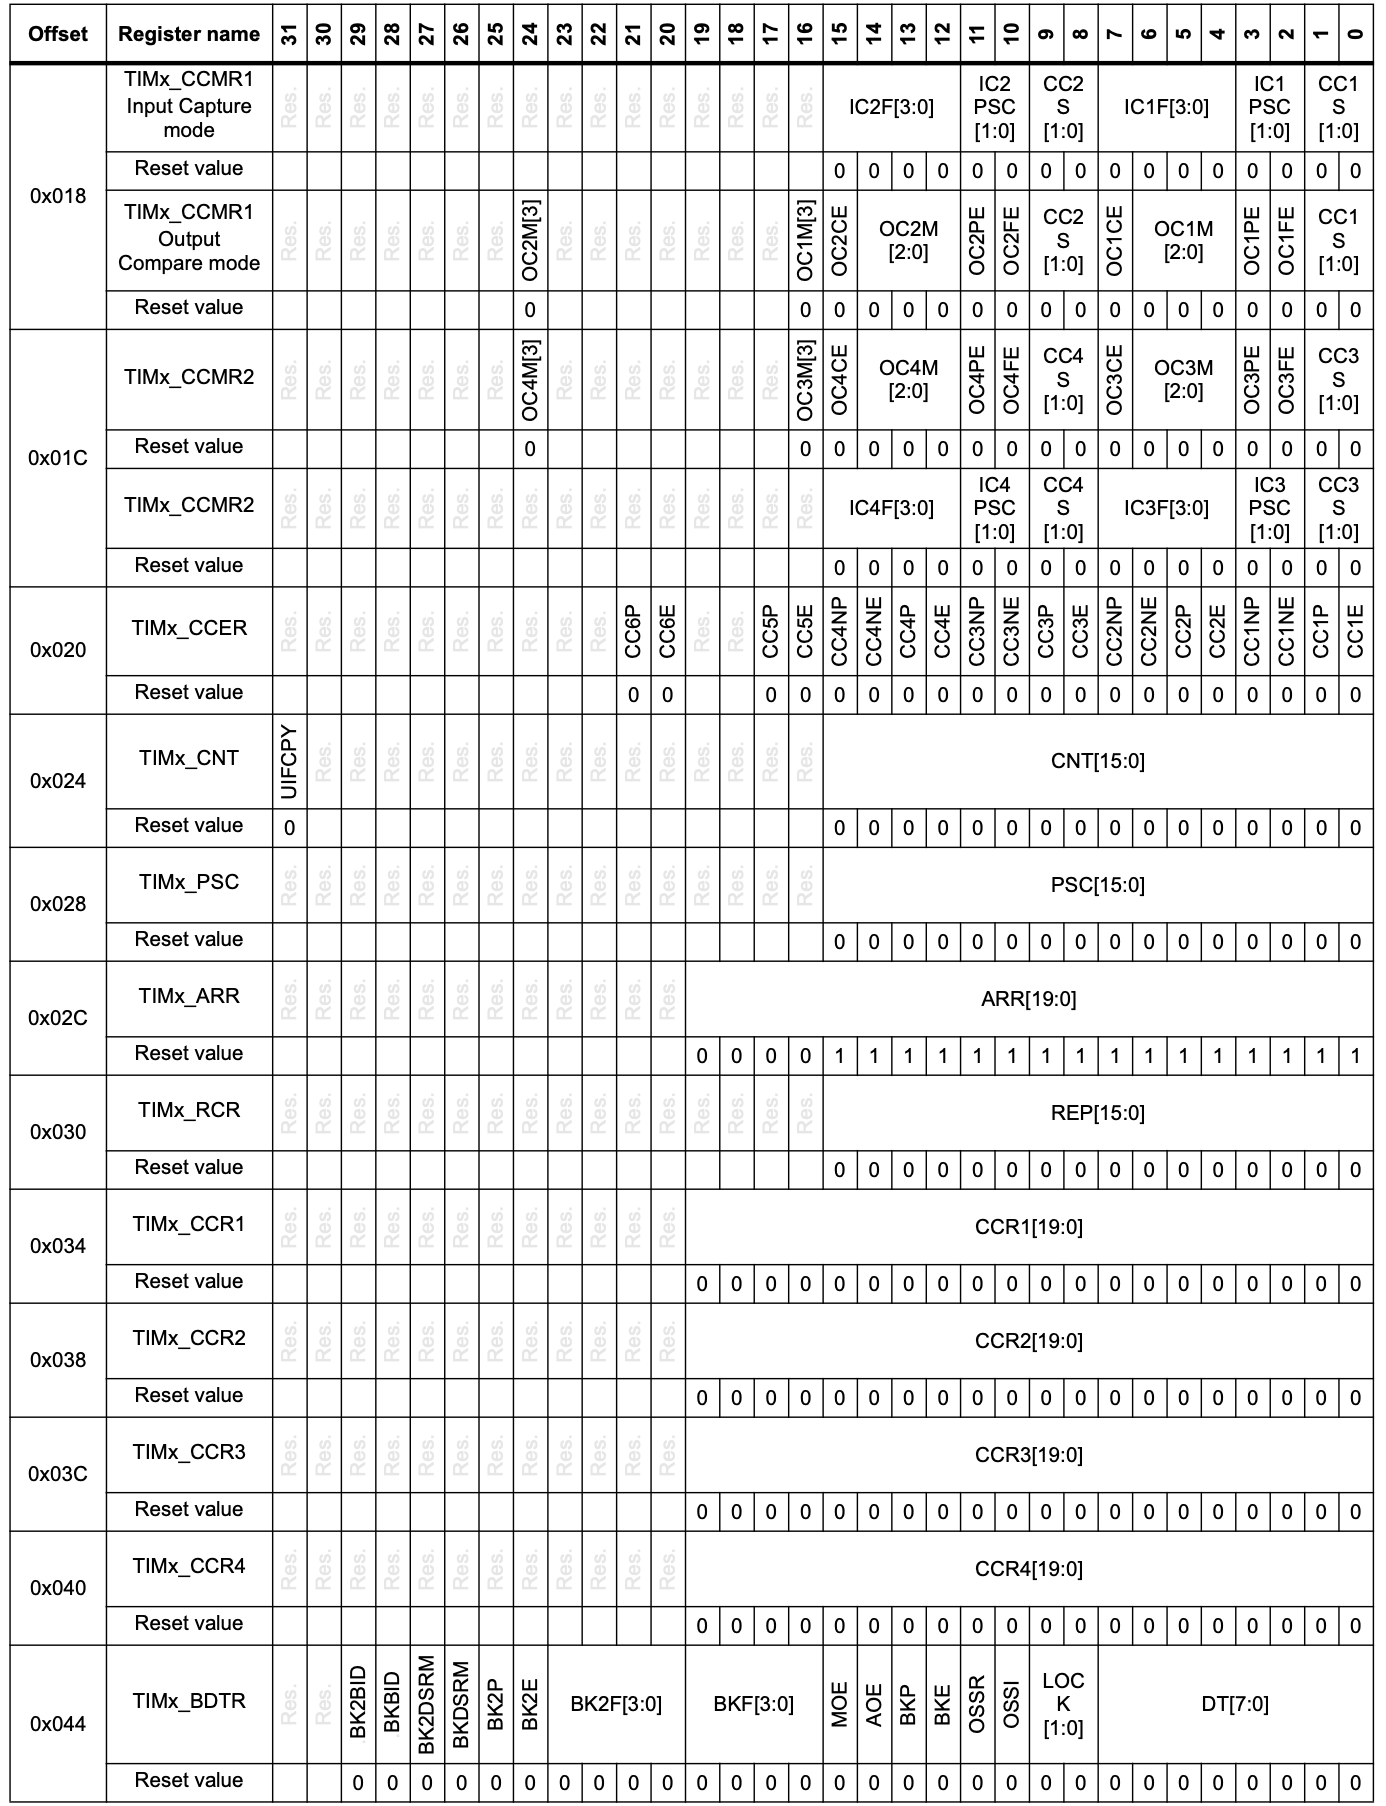 Offset Register name 31 30 29 28 27 26 25 24 23 22 21 20 19 18 17 16 15 14 13 12 11 10 9 8 7 6 5 4 3 2 1 0
0x018
TIMx_CCMR1
Input Capture
mode
Res. Res. Res. Res. Res. Res. Res. Res. Res. Res. Res. Res. Res. Res. Res. Res.
IC2F[3:0]
IC2
PSC
[1:0]
CC2
S
[1:0]
IC1F[3:0]
IC1
PSC
[1:0]
CC1
S
[1:0]
Reset value 0 0 0 0 0 0 0 0 0 0 0 0 0 0 0 0
TIMx_CCMR1
Output
Compare mode
Res. Res. Res. Res. Res. Res. Res. OC2M[3] Res. Res. Res. Res. Res. Res. Res. OC1M[3] OC2CE
OC2M
[2:0]
OC2PE OC2FE
CC2
S
[1:0]
OC1CE
OC1M
[2:0]
OC1PE OC1FE
CC1
S
[1:0]
Reset value 0 0 0 0 0 0 0 0 0 0 0 0 0 0 0 0 0 0
0x01C
TIMx_CCMR2
Res. Res. Res. Res. Res. Res. Res. OC4M[3] Res. Res. Res. Res. Res. Res. Res. OC3M[3] OC4CE
OC4M
[2:0]
OC4PE OC4FE
CC4
S
[1:0]
OC3CE
OC3M
[2:0]
OC3PE OC3FE
CC3
S
[1:0]
Reset value 0 0 0 0 0 0 0 0 0 0 0 0 0 0 0 0 0 0
TIMx_CCMR2
Res. Res. Res. Res. Res. Res. Res. Res. Res. Res. Res. Res. Res. Res. Res. Res.
IC4F[3:0]
IC4
PSC
[1:0]
CC4
S
[1:0]
IC3F[3:0]
IC3
PSC
[1:0]
CC3
S
[1:0]
Reset value 0 0 0 0 0 0 0 0 0 0 0 0 0 0 0 0
0x020
TIMx_CCER
Res. Res. Res. Res. Res. Res. Res. Res. Res. Res. CC6P CC6E Res. Res. CC5P CC5E CC4NP CC4NE CC4P CC4E CC3NP CC3NE CC3P CC3E CC2NP CC2NE CC2P CC2E CC1NP CC1NE CC1P CC1E
Reset value 0 0 0 0 0 0 0 0 0 0 0 0 0 0 0 0 0 0 0 0
0x024
TIMx_CNT
UIFCPY Res. Res. Res. Res. Res. Res. Res. Res. Res. Res. Res. Res. Res. Res. Res.
CNT[15:0]
Reset value 0 0 0 0 0 0 0 0 0 0 0 0 0 0 0 0 0
0x028
TIMx_PSC
Res. Res. Res. Res. Res. Res. Res. Res. Res. Res. Res. Res. Res. Res. Res. Res.
PSC[15:0]
Reset value 0 0 0 0 0 0 0 0 0 0 0 0 0 0 0 0
0x02C
TIMx_ARR
Res. Res. Res. Res. Res. Res. Res. Res. Res. Res. Res. Res.
ARR[19:0]
Reset value 0 0 0 0 1 1 1 1 1 1 1 1 1 1 1 1 1 1 1 1
0x030
TIMx_RCR
Res. Res. Res. Res. Res. Res. Res. Res. Res. Res. Res. Res. Res. Res. Res. Res.
REP[15:0]
Reset value 0 0 0 0 0 0 0 0 0 0 0 0 0 0 0 0
0x034
TIMx_CCR1
Res. Res. Res. Res. Res. Res. Res. Res. Res. Res. Res. Res.
CCR1[19:0]
Reset value 0 0 0 0 0 0 0 0 0 0 0 0 0 0 0 0 0 0 0 0
0x038
TIMx_CCR2
Res. Res. Res. Res. Res. Res. Res. Res. Res. Res. Res. Res.
CCR2[19:0]
Reset value 0 0 0 0 0 0 0 0 0 0 0 0 0 0 0 0 0 0 0 0
0x03C
TIMx_CCR3
Res. Res. Res. Res. Res. Res. Res. Res. Res. Res. Res. Res.
CCR3[19:0]
Reset value 0 0 0 0 0 0 0 0 0 0 0 0 0 0 0 0 0 0 0 0
0x040
TIMx_CCR4
Res. Res. Res. Res. Res. Res. Res. Res. Res. Res. Res. Res.
CCR4[19:0]
Reset value 0 0 0 0 0 0 0 0 0 0 0 0 0 0 0 0 0 0 0 0
0x044
TIMx_BDTR
Res. Res. BK2BID BKBID BK2DSRM BKDSRM BK2P BK2E
BK2F[3:0]
BKF[3:0]
MOE AOE BKP BKE OSSR OSSI
LOC
K
[1:0]
DT[7:0]
Reset value 0 0 0 0 0 0 0 0 0 0 0 0 0 0 0 0 0 0 0 0 0 0 0 0 0 0 0 0 0 0